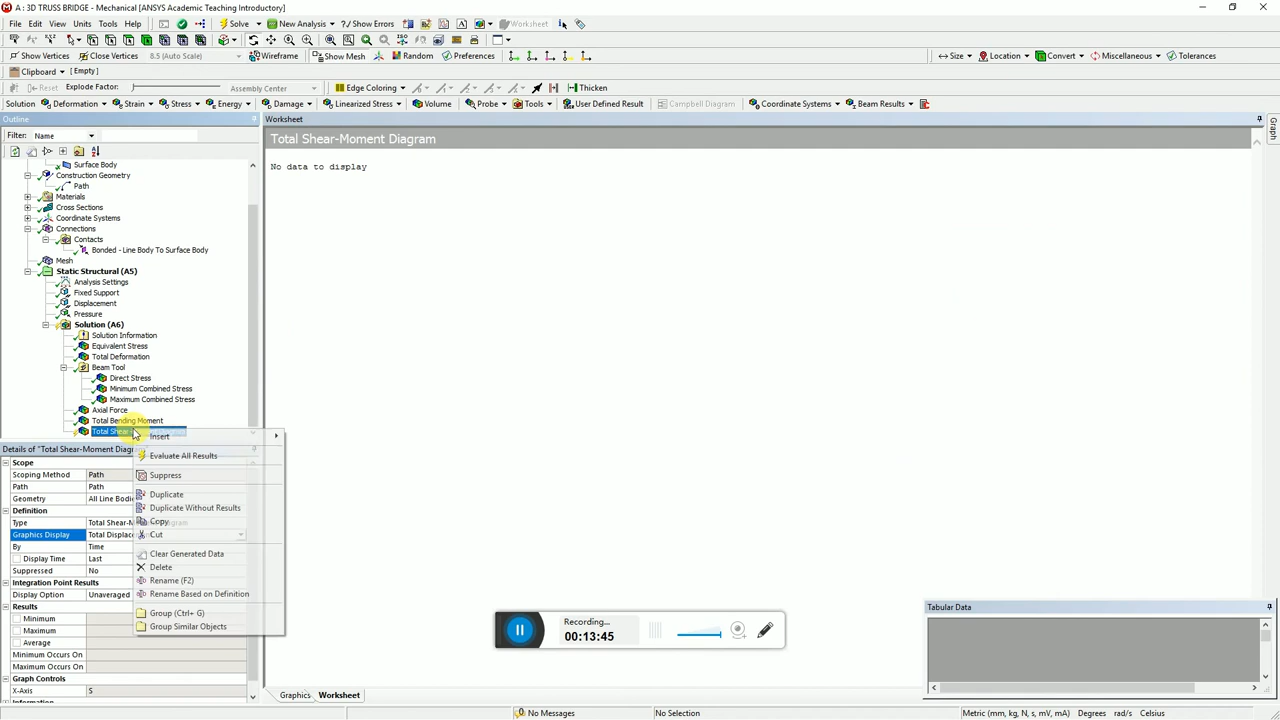 A : 3D TRUSS BRIDGE - Mechanical [ANSYS Academic Teaching Introductory]
File Edit View Units Tools Help Solve New Analysis ? Show Errors Worksheet
Show Vertices Close Vertices 8.5 (Auto Scale) Wireframe Show Mesh Random Preferences Size Location Convert Miscellaneous Tolerances
Clipboard [ Empty ]
Reset Explode Factor: Assembly Center Edge Coloring Thicken
Solution Deformation Strain Stress Energy Damage Linearized Stress Volume Probe Tools User Defined Result Campbell Diagram Coordinate Systems Beam Results
Outline
Filter: Name
Surface Body
Construction Geometry
Path
Materials
Cross Sections
Coordinate Systems
Connections
Contacts
Bonded - Line Body To Surface Body
Mesh
Static Structural (A5)
Analysis Settings
Fixed Support
Displacement
Pressure
Solution (A6)
Solution Information
Equivalent Stress
Total Deformation
Beam Tool
Direct Stress
Minimum Combined Stress
Maximum Combined Stress
Axial Force
Total Bending Moment
Total Shear-
Insert
Evaluate All Results
Suppress
Duplicate
Duplicate Without Results
Copy
Cut
Clear Generated Data
Delete
Rename (F2)
Rename Based on Definition
Group (Ctrl+ G)
Group Similar Objects
Details of "Total Shear-Moment Diagr
Scope
Scoping Method Path
Path Path
Geometry All Line Bodie
Definition
Type Total Shear-M
Graphics Display Total Displace
By Time
Display Time Last
Suppressed No
Integration Point Results
Display Option Unaveraged
Results
Minimum
Maximum
Average
Minimum Occurs On
Maximum Occurs On
Graph Controls
X-Axis S
Worksheet
Total Shear-Moment Diagram
No data to display
Graph
Recording...
00:13:45
Tabular Data
Graphics Worksheet
No Messages No Selection Metric (mm, kg, N, s, mV, mA) Degrees rad/s Celsius